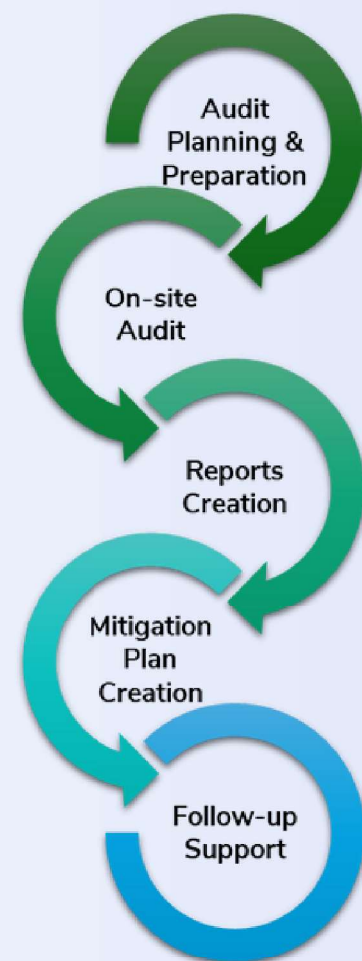 Audit
Planning &
Preparation
On-site
Audit
Reports
Creation
Mitigation
Plan
Creation
Follow-up
Support